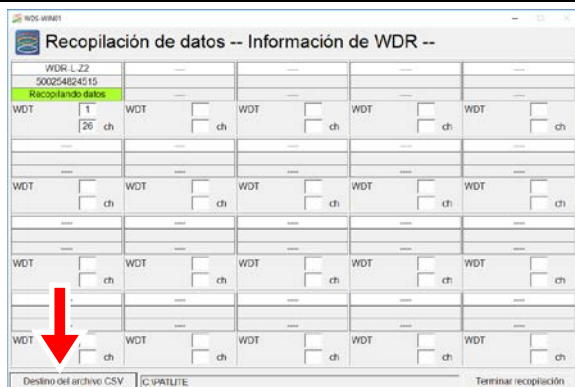 WDS-WIN01
Recopilación de datos -- Información de WDR --
WDR-L-Z2 ---- ---- ---- ----
500254824515
Recopilando datos ---- ---- ---- ----
WDT 1 WDT WDT WDT WDT
26 ch ch ch ch ch
---- ---- ---- ---- ----
---- ---- ---- ---- ----
WDT WDT WDT WDT WDT
ch ch ch ch ch
---- ---- ---- ---- ----
---- ---- ---- ---- ----
WDT WDT WDT WDT WDT
ch ch ch ch ch
---- ---- ---- ---- ----
---- ---- ---- ---- ----
WDT WDT WDT WDT WDT
ch ch ch ch ch
Destino del archivo CSV C:\PATLITE Terminar recopilación